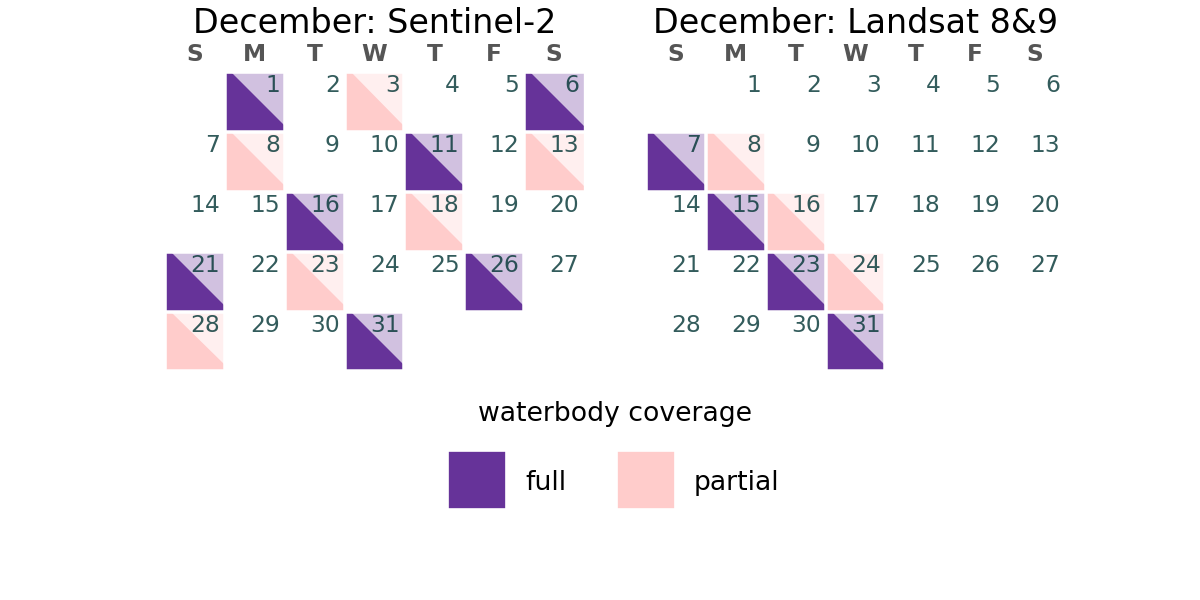 December: Sentinel-2
S M T W T F S
1 2 3 4 5 6
7 8 9 10 11 12 13
14 15 16 17 18 19 20
21 22 23 24 25 26 27
28 29 30 31
December: Landsat 8&9
S M T W T F S
1 2 3 4 5 6
7 8 9 10 11 12 13
14 15 16 17 18 19 20
21 22 23 24 25 26 27
28 29 30 31
waterbody coverage
full
partial